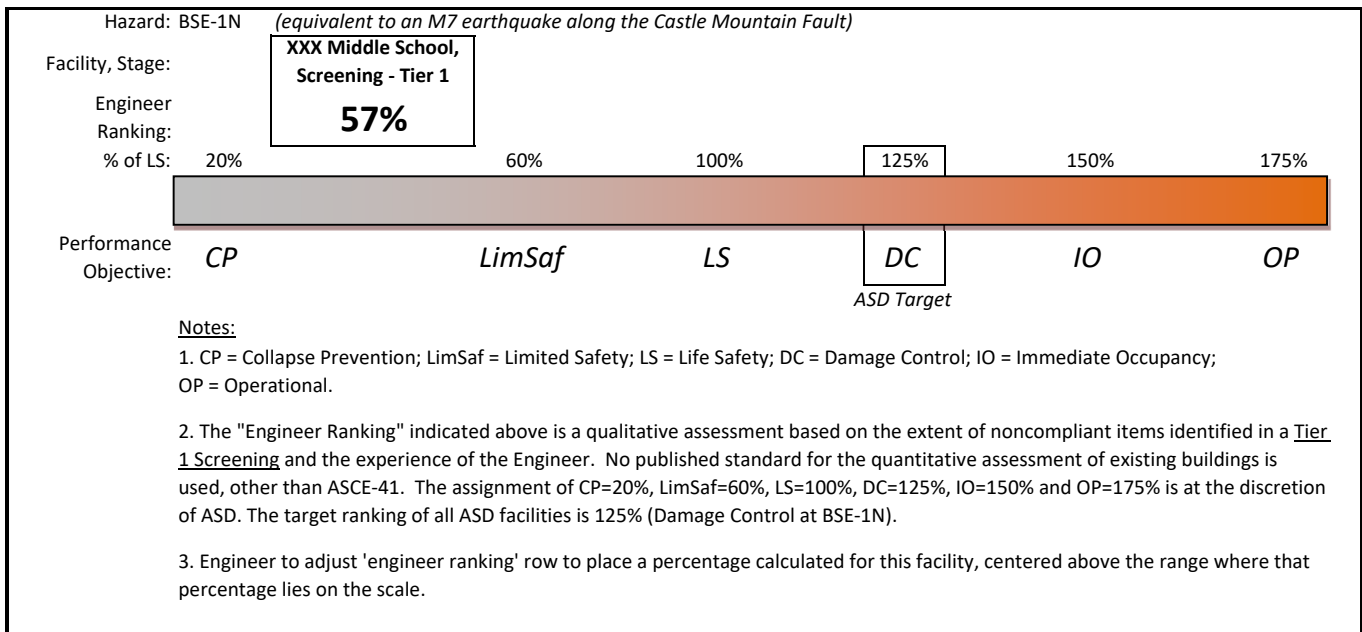 Hazard: BSE-1N (equivalent to an M7 earthquake along the Castle Mountain Fault)
Facility, Stage:
XXX Middle School,
Screening - Tier 1
Engineer
Ranking:
57%
% of LS: 20% 60% 100% 125% 150% 175%
Performance
Objective:
CP LimSaf LS DC IO OP
ASD Target
Notes:
1. CP = Collapse Prevention; LimSaf = Limited Safety; LS = Life Safety; DC = Damage Control; IO = Immediate Occupancy;
OP = Operational.
2. The "Engineer Ranking" indicated above is a qualitative assessment based on the extent of noncompliant items identified in a Tier
1 Screening and the experience of the Engineer. No published standard for the quantitative assessment of existing buildings is
used, other than ASCE-41. The assignment of CP=20%, LimSaf=60%, LS=100%, DC=125%, IO=150% and OP=175% is at the discretion
of ASD. The target ranking of all ASD facilities is 125% (Damage Control at BSE-1N).
3. Engineer to adjust 'engineer ranking' row to place a percentage calculated for this facility, centered above the range where that
percentage lies on the scale.